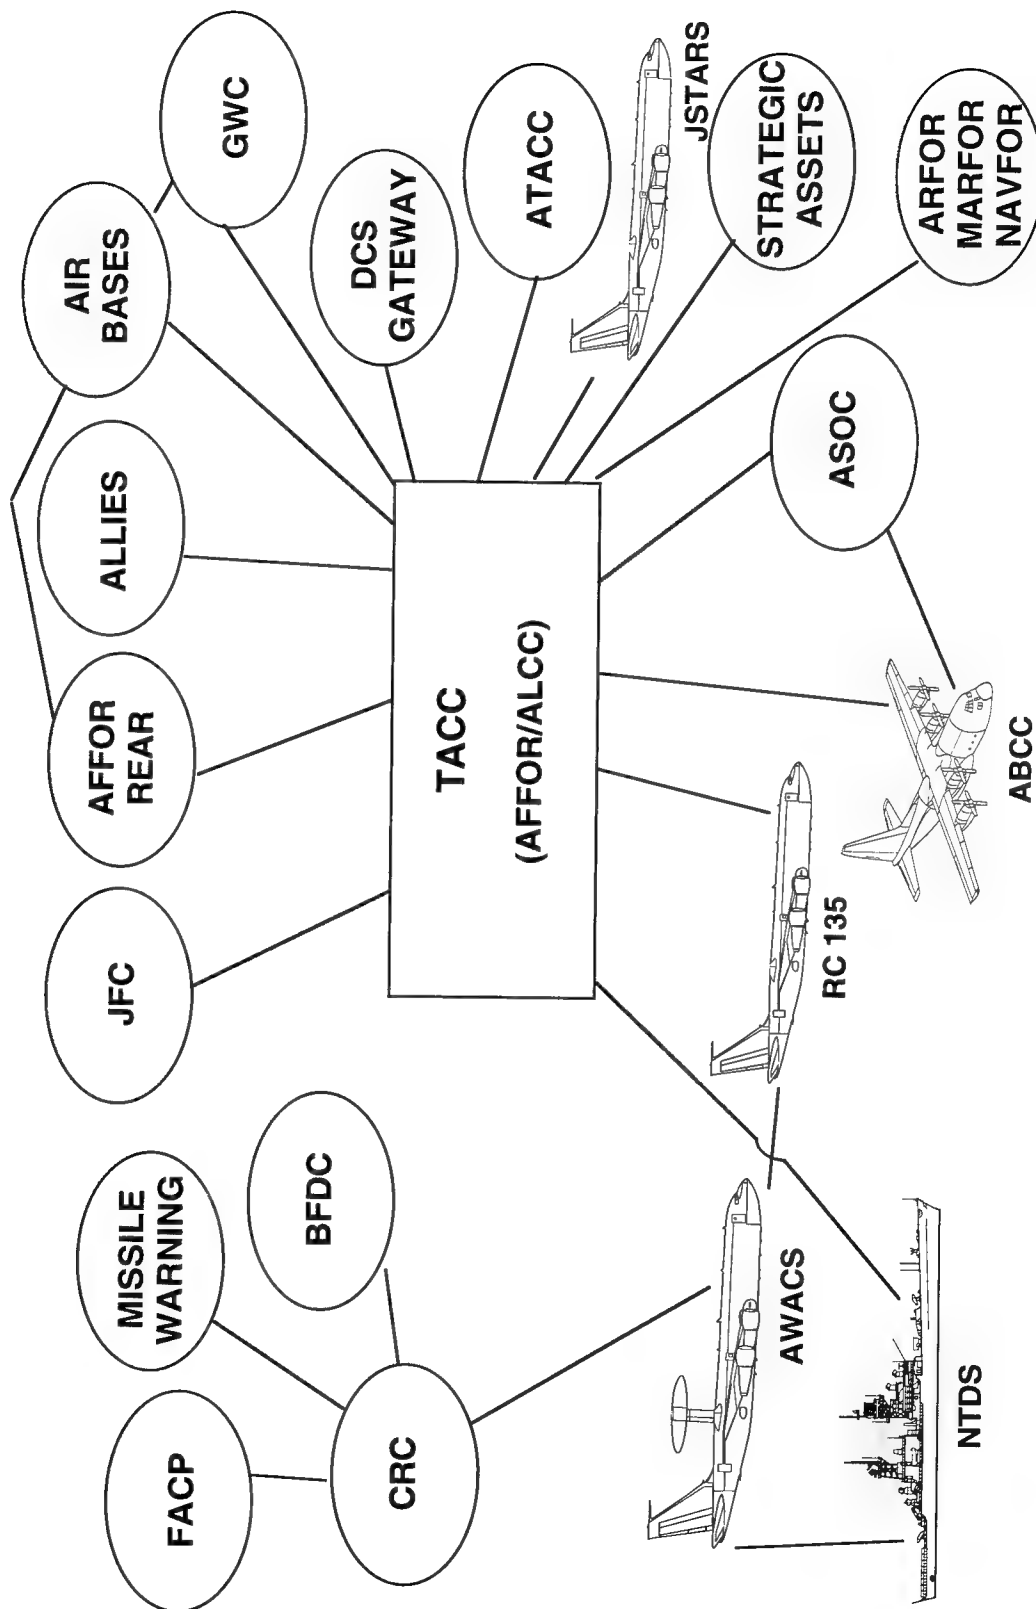 MISSILE
WARNING
FACP
BFDC
CRC
JFC
AFFOR
REAR
ALLIES
AIR
BASES
GWC
DCS
GATEWAY
ATACC
JSTARS
STRATEGIC
ASSETS
ARFOR
MARFOR
NAVFOR
ASOC
TACC
(AFFOR/ALCC)
ABCC
RC 135
AWACS
NTDS